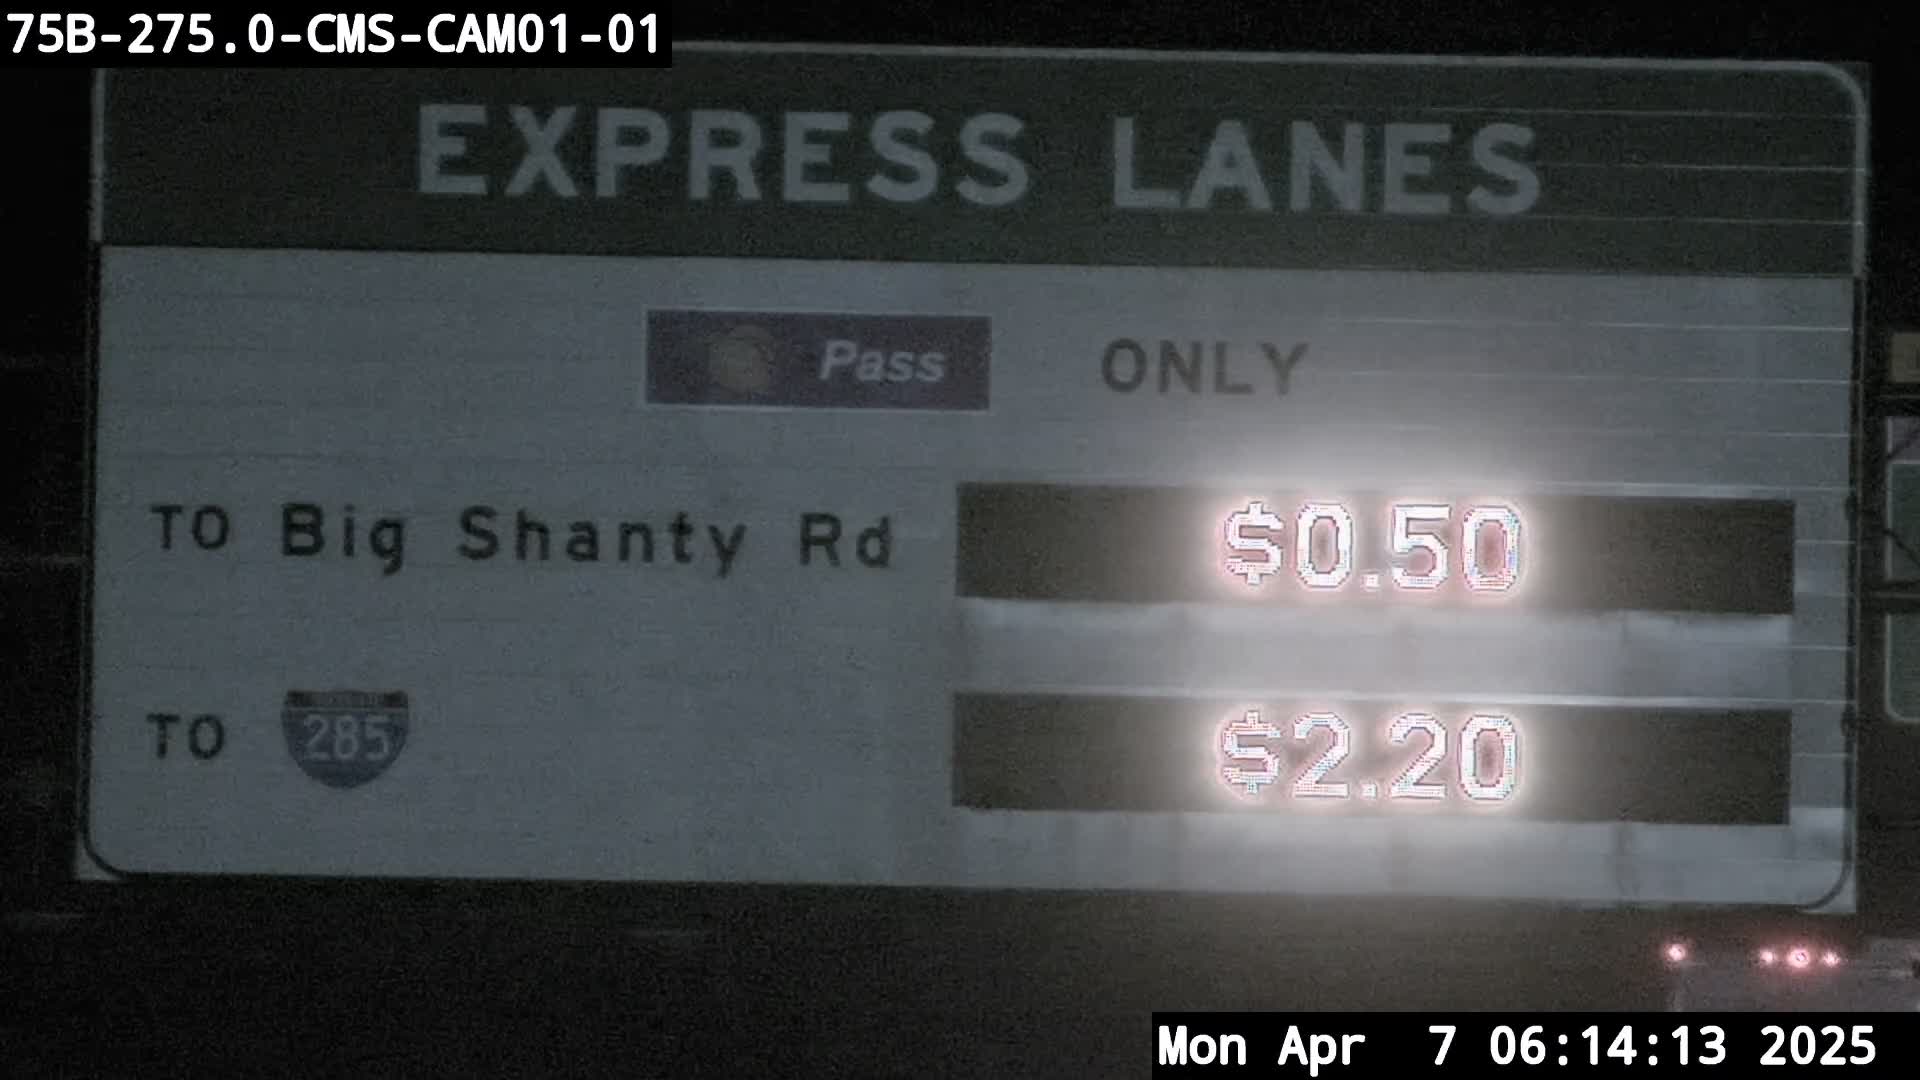 75B-275.0-CMS-CAM01-01
EXPRESS LANES
Pass ONLY
TO Big Shanty Rd $0.50
TO 285 $2.20
Mon Apr 7 06:14:13 2025